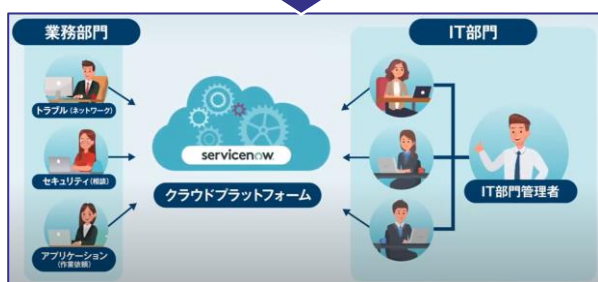 業務部門
トラブル(ネットワーク)
セキュリティ(相談)
アプリケーション
(作業依頼)
servicenow
クラウドプラットフォーム
IT部門
IT部門管理者